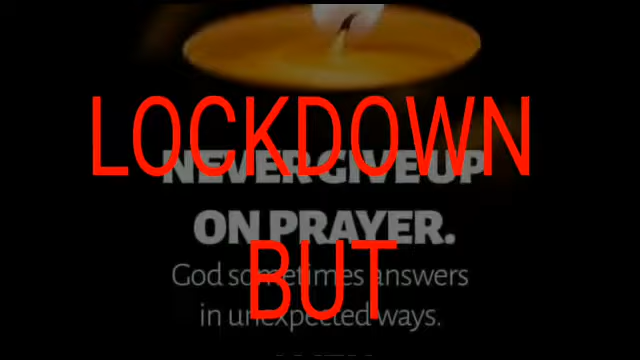 LOCKDOWN
NEVER GIVE UP
ON PRAYER.
BUT
God sometimes answers
in unexpected ways.